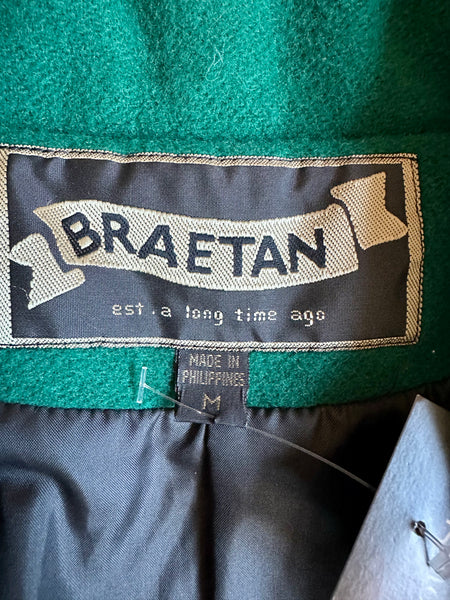 BRAETAN
est. a long time ago
MADE IN
PHILIPPINES
M